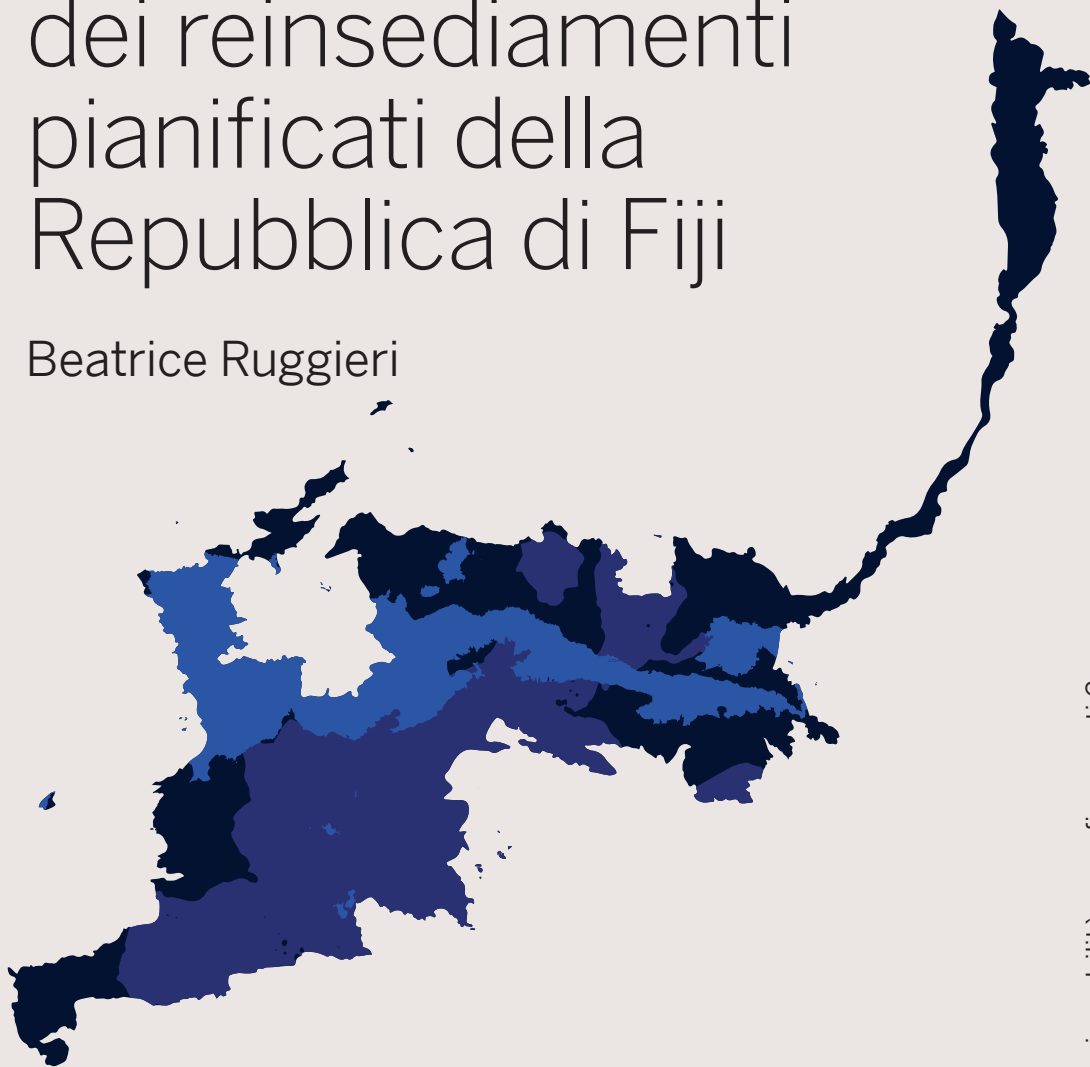 dei reinsediamenti
pianificati della
Repubblica di Fiji
Beatrice Ruggieri